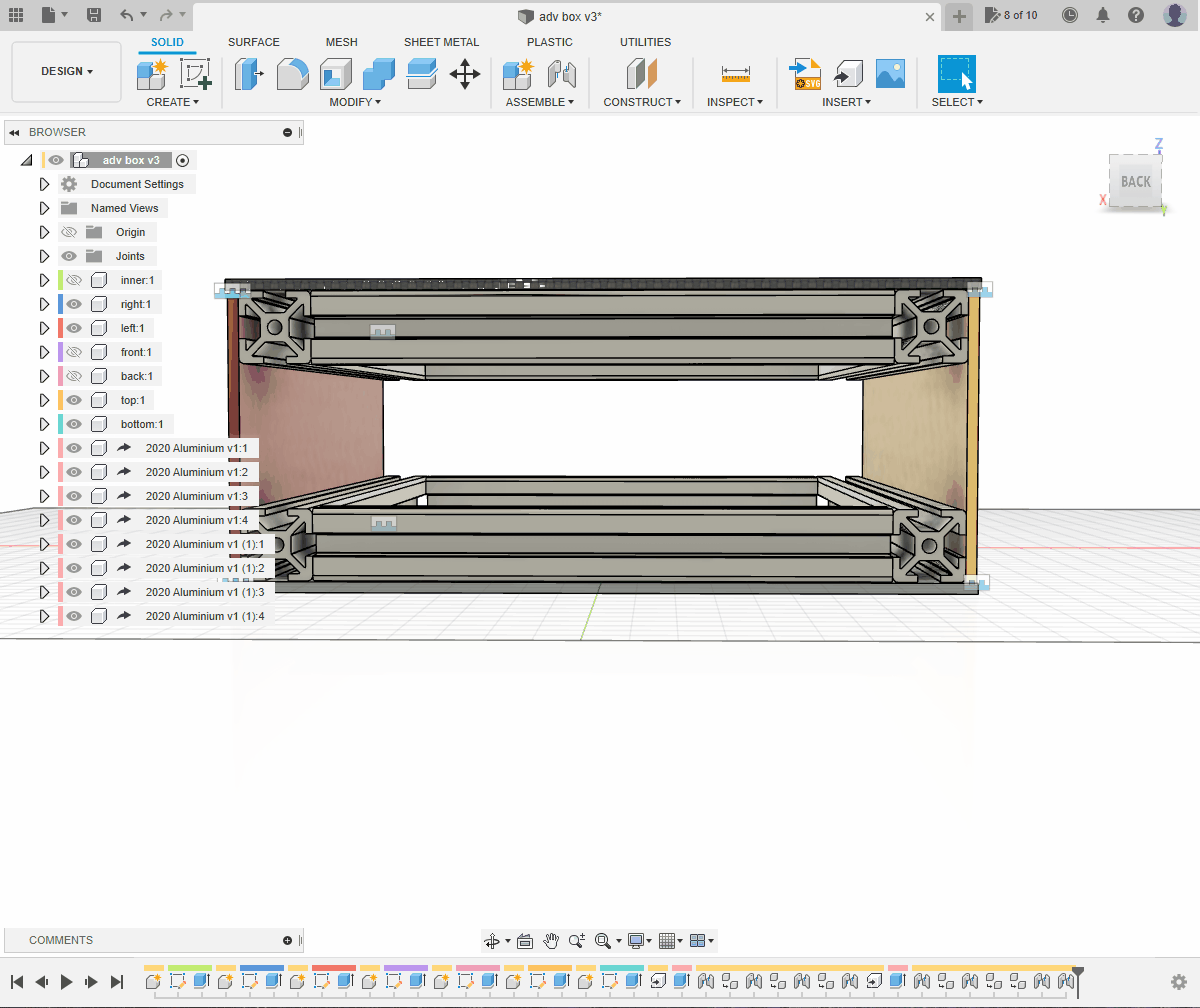 adv box v3*
8 of 10
DESIGN
SOLID SURFACE MESH SHEET METAL PLASTIC UTILITIES
CREATE MODIFY ASSEMBLE CONSTRUCT INSPECT INSERT SELECT
BROWSER
adv box v3
Document Settings
Named Views
Origin
Joints
inner:1
right:1
left:1
front:1
back:1
top:1
bottom:1
2020 Aluminium v1:1
2020 Aluminium v1:2
2020 Aluminium v1:3
2020 Aluminium v1:4
2020 Aluminium v1 (1):1
2020 Aluminium v1 (1):2
2020 Aluminium v1 (1):3
2020 Aluminium v1 (1):4
Z
BACK
X
COMMENTS